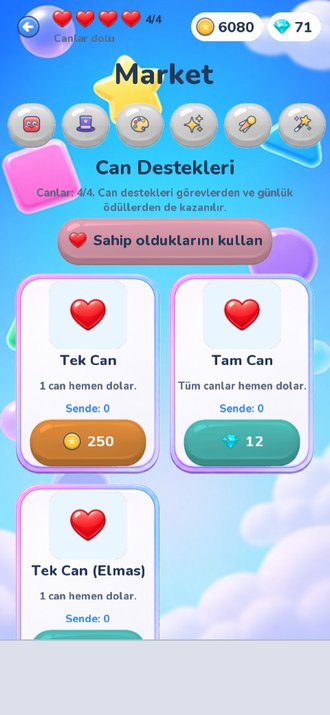 4/4
6080
71
Canlar dolu
Market
Can Destekleri
Canlar: 4/4. Can destekleri görevlerden ve günlük
ödüllerden de kazanılır.
Sahip olduklarını kullan
Tek Can
1 can hemen dolar.
Sende: 0
250
Tam Can
Tüm canlar hemen dolar.
Sende: 0
12
Tek Can (Elmas)
1 can hemen dolar.
Sende: 0